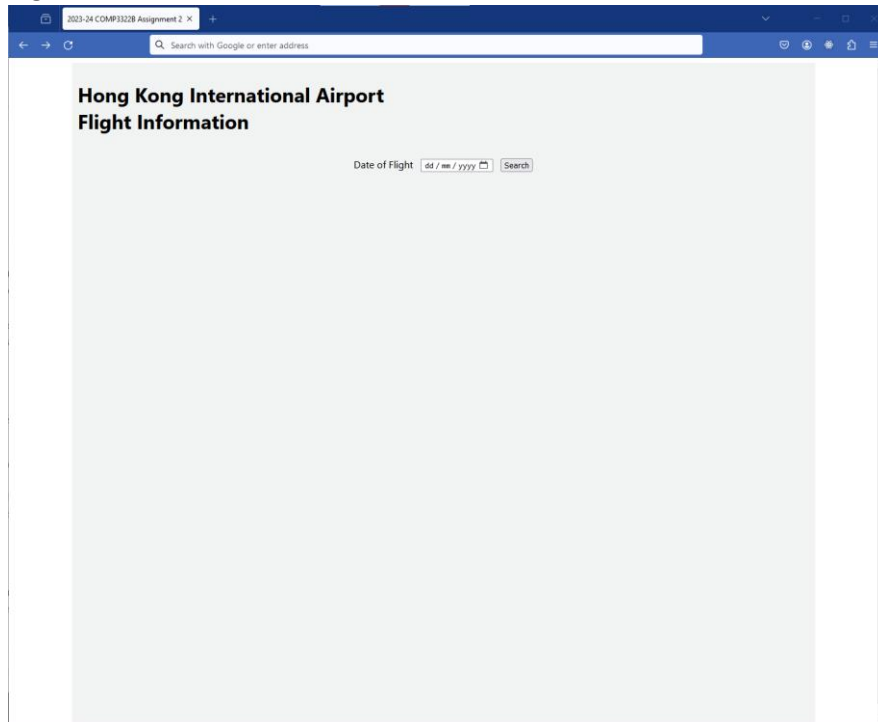 2023-24 COMP3322B Assignment 2
Search with Google or enter address
Hong Kong International Airport
Flight Information
Date of Flight dd / mm / yyyy Search